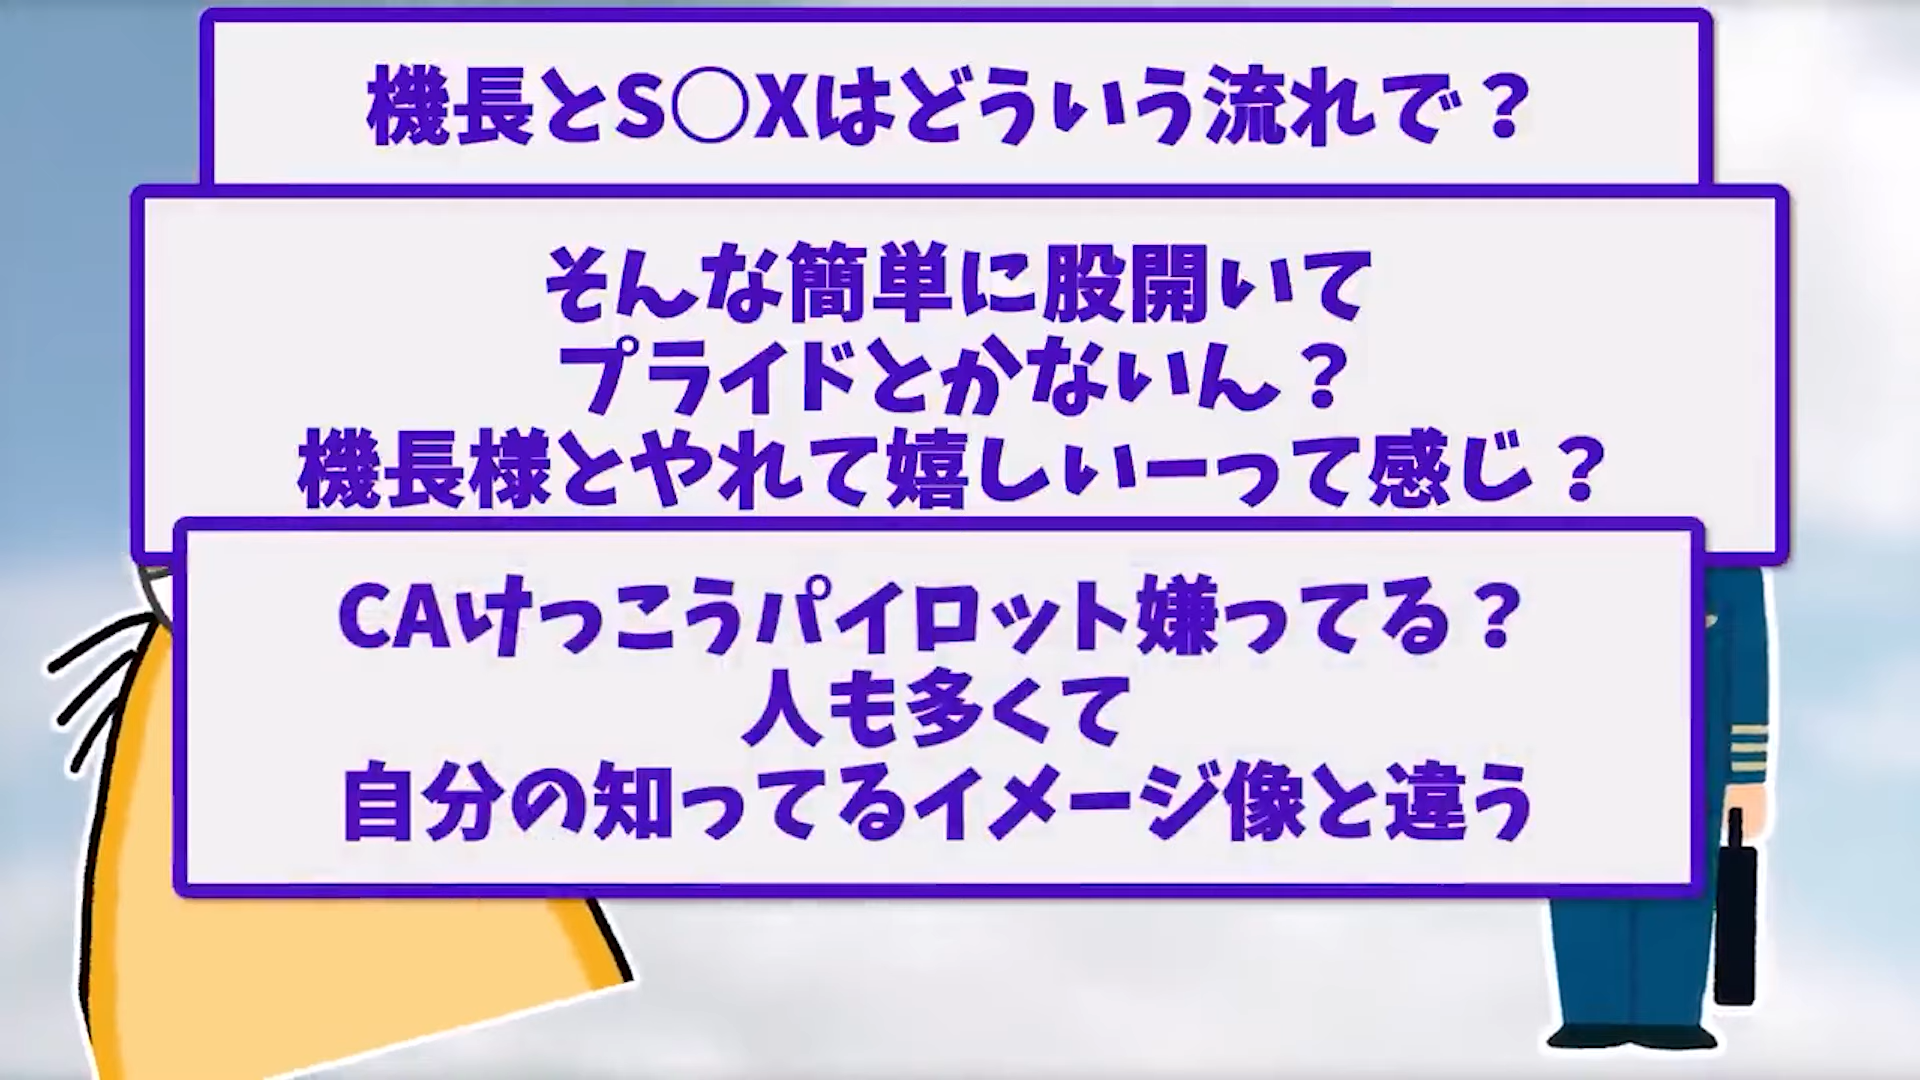 機長とS○Xはどういう流れで？
そんな簡単に股開いて
プライドとかないん？
機長様とやれて嬉しいーって感じ？
CAけっこうパイロット嫌ってる？
人も多くて
自分の知ってるイメージ像と違う